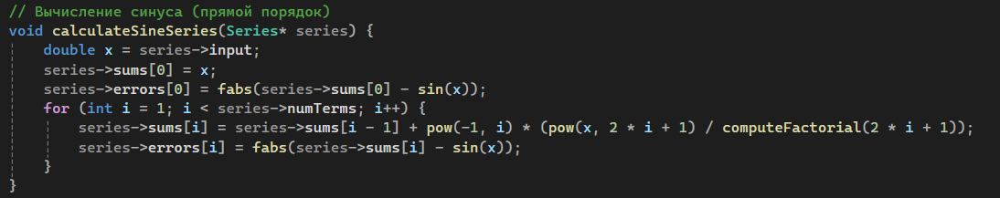 // Вычисление синуса (прямой порядок)
void calculateSineSeries(Series* series) {
    double x = series->input;
    series->sums[0] = x;
    series->errors[0] = fabs(series->sums[0] - sin(x));
    for (int i = 1; i < series->numTerms; i++) {
        series->sums[i] = series->sums[i - 1] + pow(-1, i) * (pow(x, 2 * i + 1) / computeFactorial(2 * i + 1));
        series->errors[i] = fabs(series->sums[i] - sin(x));
    }
}